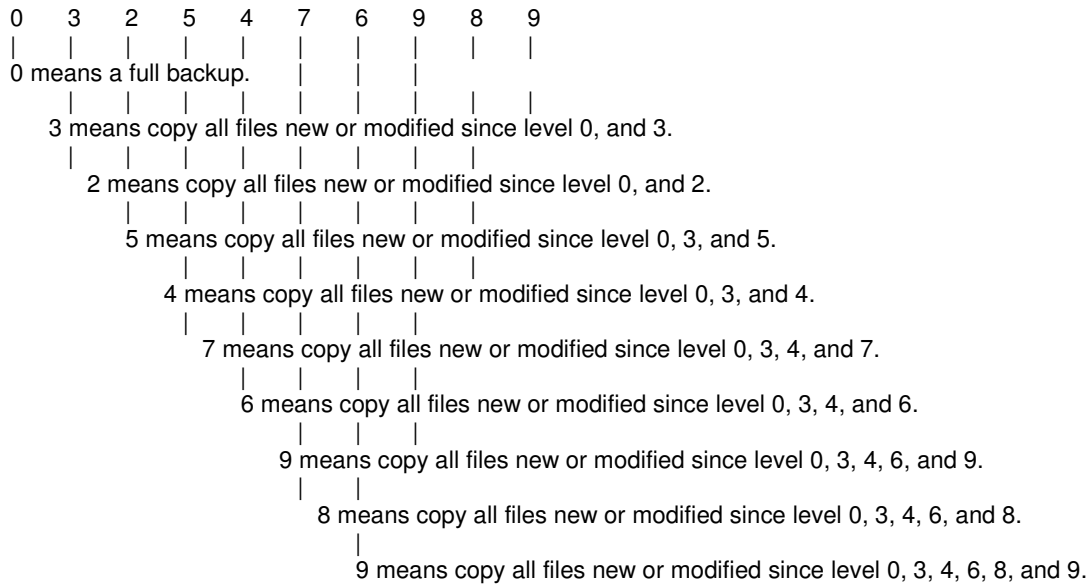 0 3 2 5 4 7 6 9 8 9
| | | | | | | | | |
0 means a full backup. | | |
| | | | | | | | |
3 means copy all files new or modified since level 0, and 3.
| | | | | | | |
2 means copy all files new or modified since level 0, and 2.
| | | | | | |
5 means copy all files new or modified since level 0, 3, and 5.
| | | | | |
4 means copy all files new or modified since level 0, 3, and 4.
| | | | |
7 means copy all files new or modified since level 0, 3, 4, and 7.
| | | |
6 means copy all files new or modified since level 0, 3, 4, and 6.
| | |
9 means copy all files new or modified since level 0, 3, 4, 6, and 9.
| |
8 means copy all files new or modified since level 0, 3, 4, 6, and 8.
|
9 means copy all files new or modified since level 0, 3, 4, 6, 8, and 9.